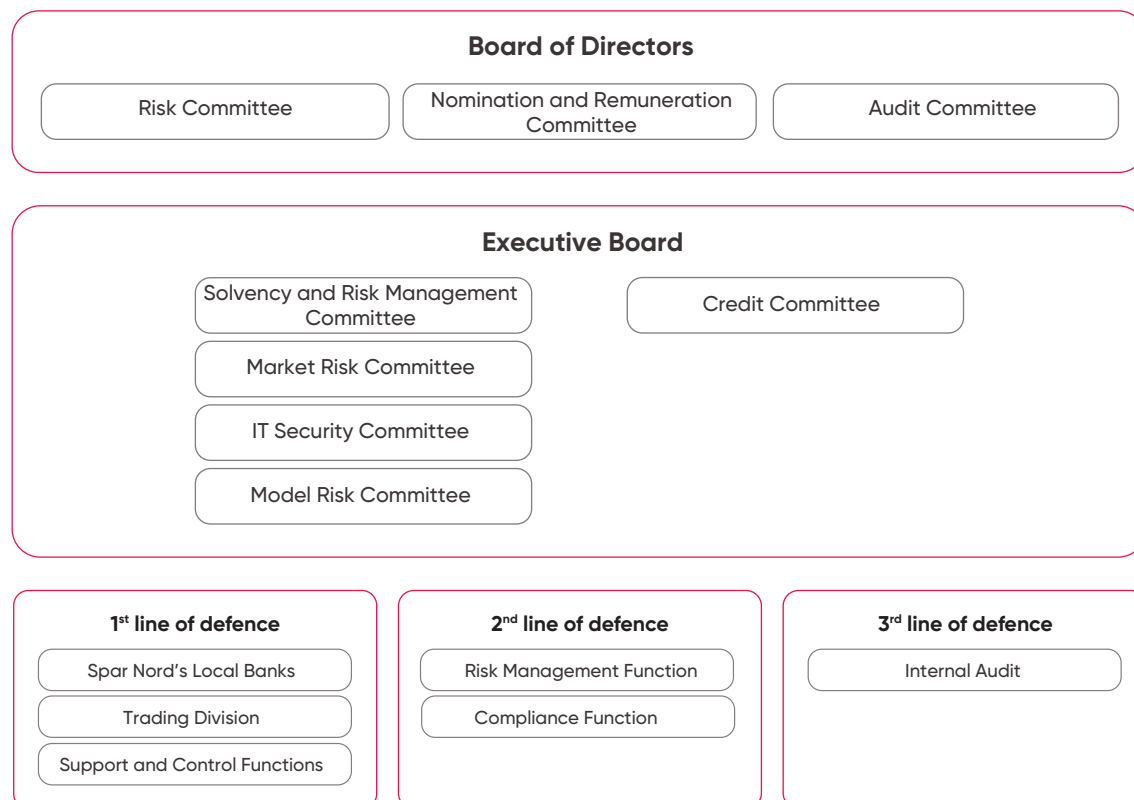 Board of Directors
Risk Committee
Nomination and Remuneration
Committee
Audit Committee
Executive Board
Solvency and Risk Management
Committee
Credit Committee
Market Risk Committee
IT Security Committee
Model Risk Committee
1st line of defence
Spar Nord’s Local Banks
Trading Division
Support and Control Functions
2nd line of defence
Risk Management Function
Compliance Function
3rd line of defence
Internal Audit